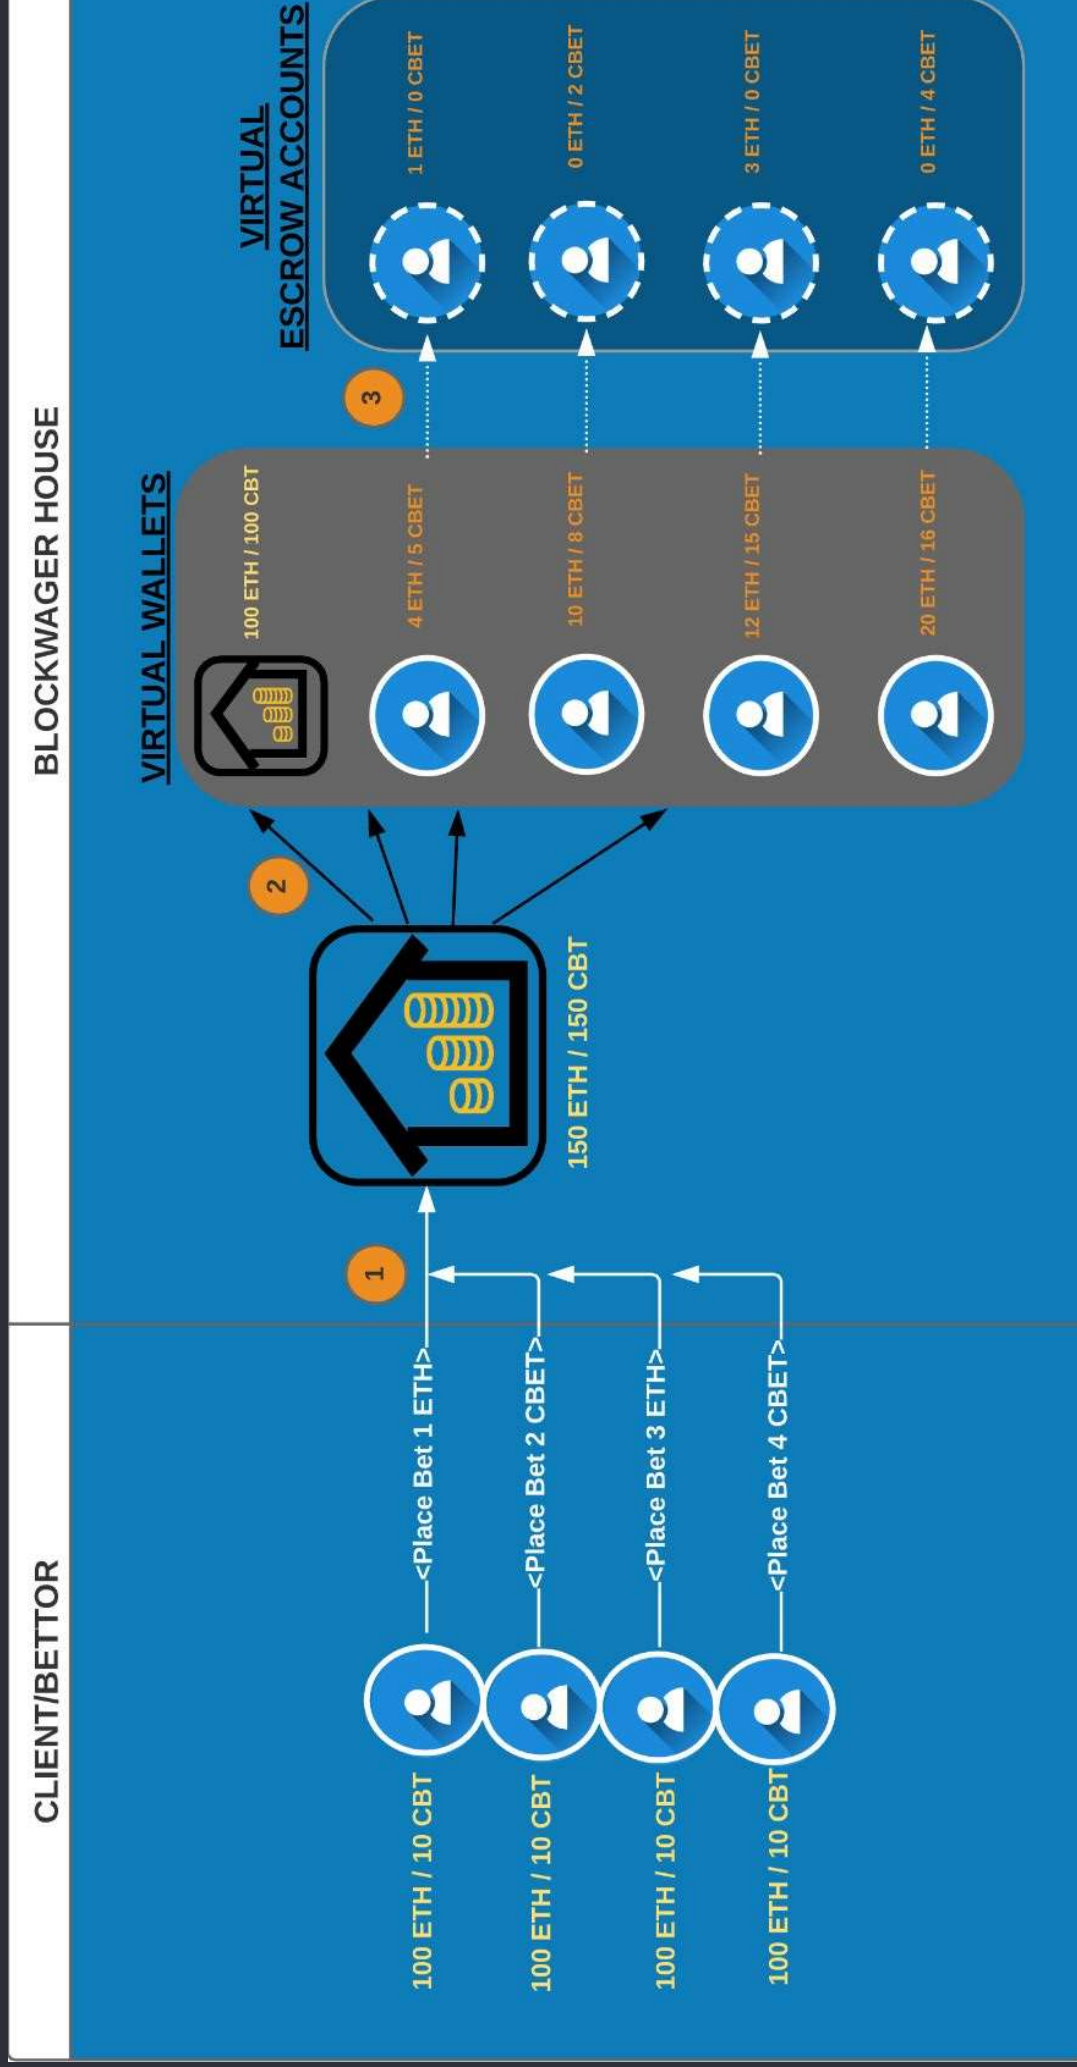 CLIENT/BETTOR
BLOCKWAGER HOUSE
100 ETH / 10 CBT
<Place Bet 1 ETH>
100 ETH / 10 CBT
<Place Bet 2 CBET>
100 ETH / 10 CBT
<Place Bet 3 ETH>
100 ETH / 10 CBT
<Place Bet 4 CBET>
1
150 ETH / 150 CBT
2
VIRTUAL WALLETS
100 ETH / 100 CBT
4 ETH / 5 CBET
10 ETH / 8 CBET
12 ETH / 15 CBET
20 ETH / 16 CBET
3
VIRTUAL
ESCROW ACCOUNTS
1 ETH / 0 CBET
0 ETH / 2 CBET
3 ETH / 0 CBET
0 ETH / 4 CBET